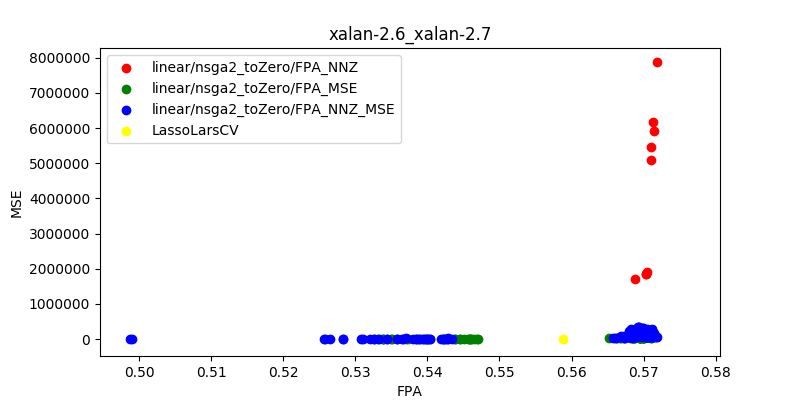 xalan-2.6_xalan-2.7
linear/nsga2_toZero/FPA_NNZ
linear/nsga2_toZero/FPA_MSE
linear/nsga2_toZero/FPA_NNZ_MSE
LassoLarsCV
MSE
8000000
7000000
6000000
5000000
4000000
3000000
2000000
1000000
0
0.50 0.51 0.52 0.53 0.54 0.55 0.56 0.57 0.58
FPA